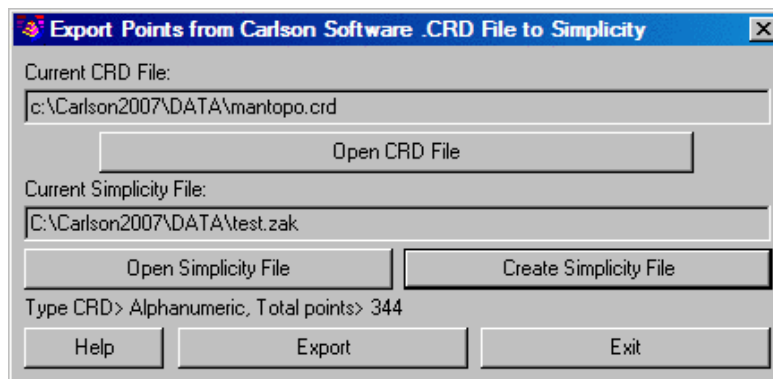 Export Points from Carlson Software .CRD File to Simplicity
Current CRD File:
c:\Carlson2007\DATA\mantopo.crd
Open CRD File
Current Simplicity File:
C:\Carlson2007\DATA\test.zak
Open Simplicity File Create Simplicity File
Type CRD> Alphanumeric, Total points> 344
Help Export Exit